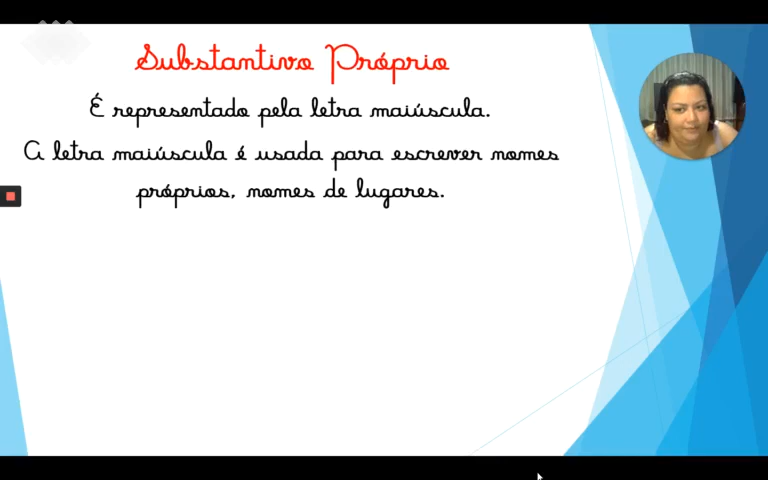 Substantivo Próprio
É representado pela letra maiúscula.
A letra maiúscula é usada para escrever nomes
próprios, nomes de lugares.